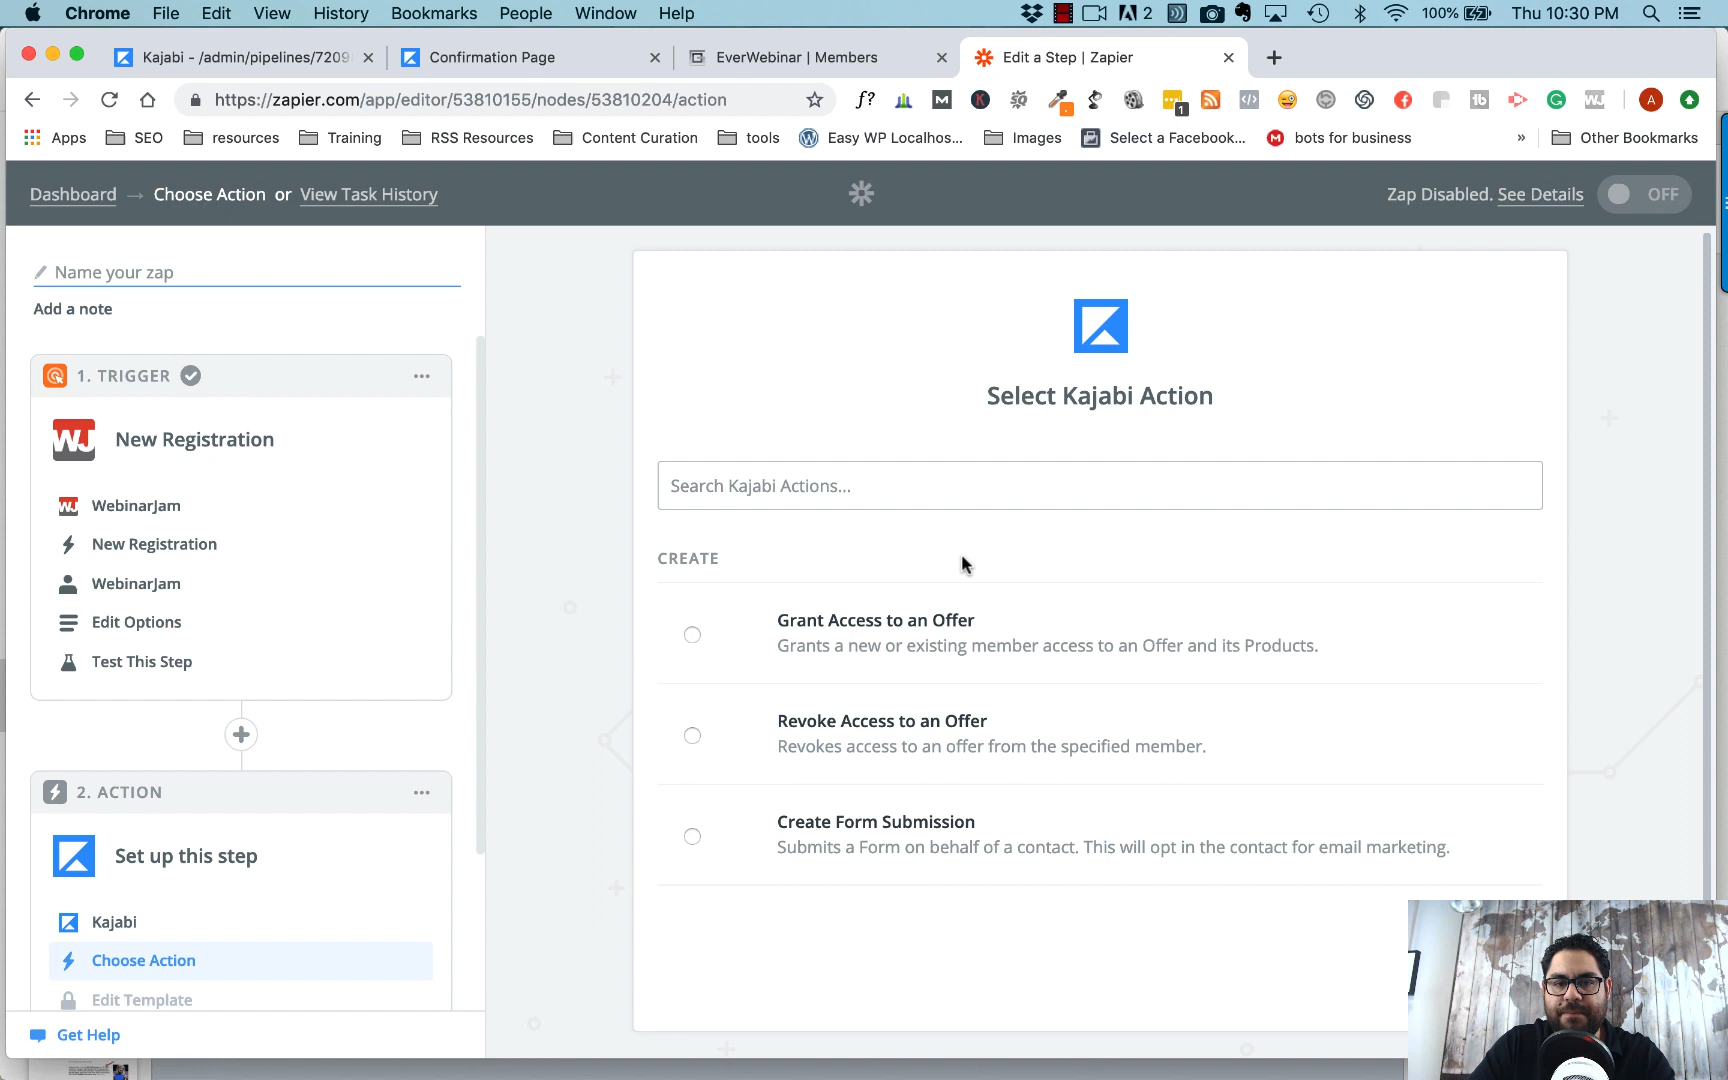 Chrome File Edit View History Bookmarks People Window Help 2 100% Thu 10:30 PM
Kajabi - /admin/pipelines/7209
Confirmation Page
EverWebinar | Members
Edit a Step | Zapier
https://zapier.com/app/editor/53810155/nodes/53810204/action
Apps SEO resources Training RSS Resources Content Curation tools Easy WP Localhos... Images Select a Facebook... bots for business » Other Bookmarks
Dashboard → Choose Action or View Task History
Zap Disabled. See Details OFF
Name your zap
Add a note
1. TRIGGER
New Registration
WebinarJam
New Registration
WebinarJam
Edit Options
Test This Step
2. ACTION
Set up this step
Kajabi
Choose Action
Edit Template
Get Help
Select Kajabi Action
Search Kajabi Actions...
CREATE
Grant Access to an Offer
Grants a new or existing member access to an Offer and its Products.
Revoke Access to an Offer
Revokes access to an offer from the specified member.
Create Form Submission
Submits a Form on behalf of a contact. This will opt in the contact for email marketing.